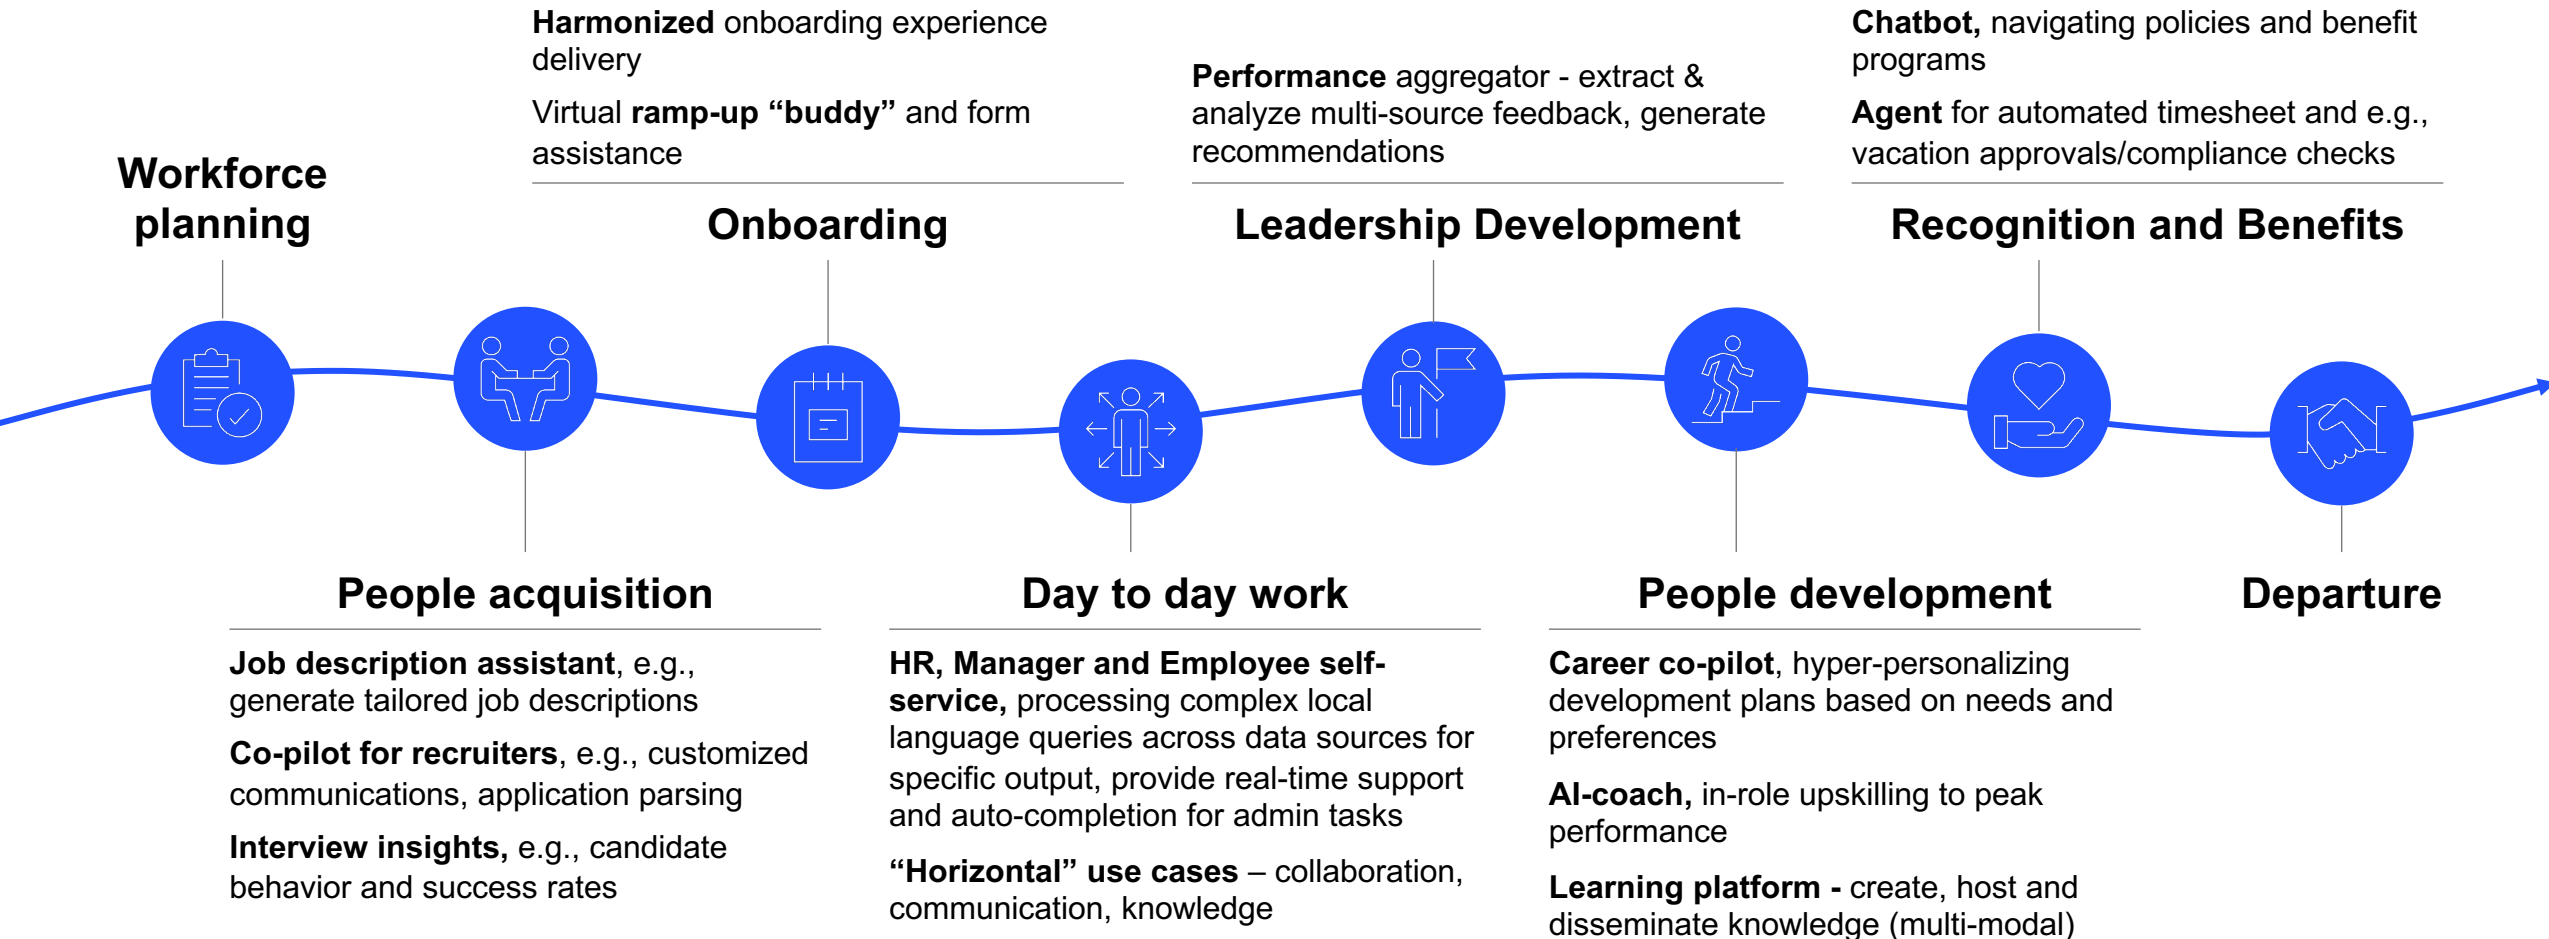 Harmonized onboarding experience
delivery
Virtual ramp-up “buddy” and form
assistance
Performance aggregator - extract &
analyze multi-source feedback, generate
recommendations
Chatbot, navigating policies and benefit
programs
Agent for automated timesheet and e.g.,
vacation approvals/compliance checks
Workforce
planning
Onboarding
Leadership Development
Recognition and Benefits
People acquisition
Job description assistant, e.g.,
generate tailored job descriptions
Co-pilot for recruiters, e.g., customized
communications, application parsing
Interview insights, e.g., candidate
behavior and success rates
Day to day work
HR, Manager and Employee self-
service, processing complex local
language queries across data sources for
specific output, provide real-time support
and auto-completion for admin tasks
“Horizontal” use cases – collaboration,
communication, knowledge
People development
Career co-pilot, hyper-personalizing
development plans based on needs and
preferences
AI-coach, in-role upskilling to peak
performance
Learning platform - create, host and
disseminate knowledge (multi-modal)
Departure